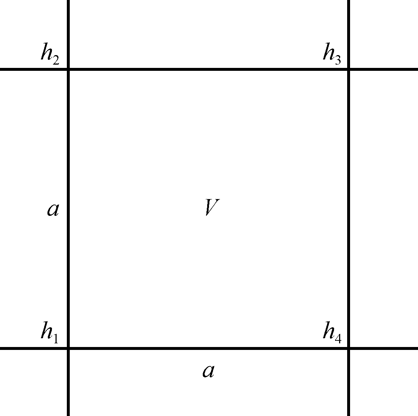 h₂ h₃
a V
h₁ h₄
a